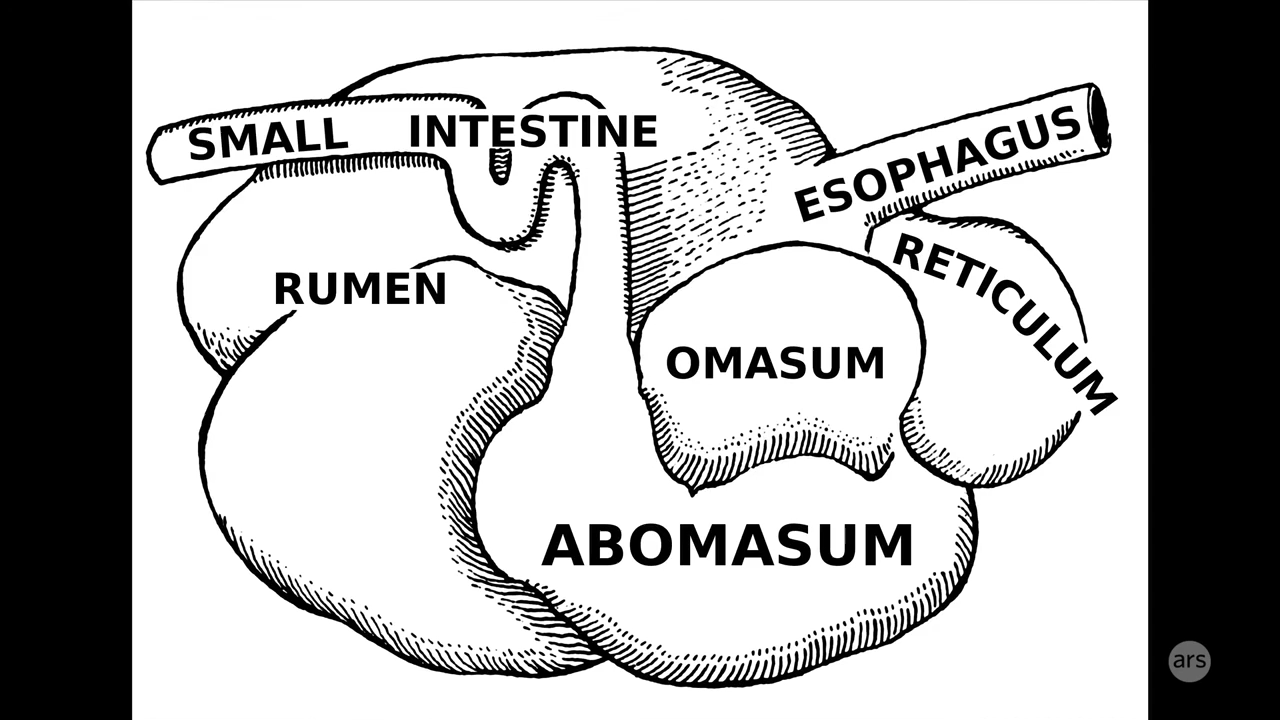 SMALL INTESTINE
ESOPHAGUS
RETICULUM
RUMEN
OMASUM
ABOMASUM
ars